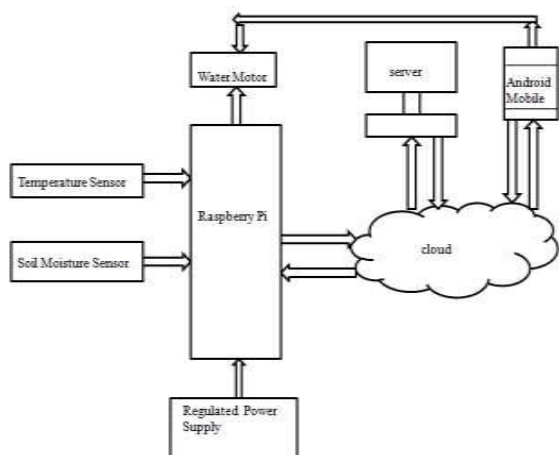 Water Motor
server
Android
Mobile
Temperature Sensor
Raspberry Pi
Soil Moisture Sensor
cloud
Regulated Power
Supply